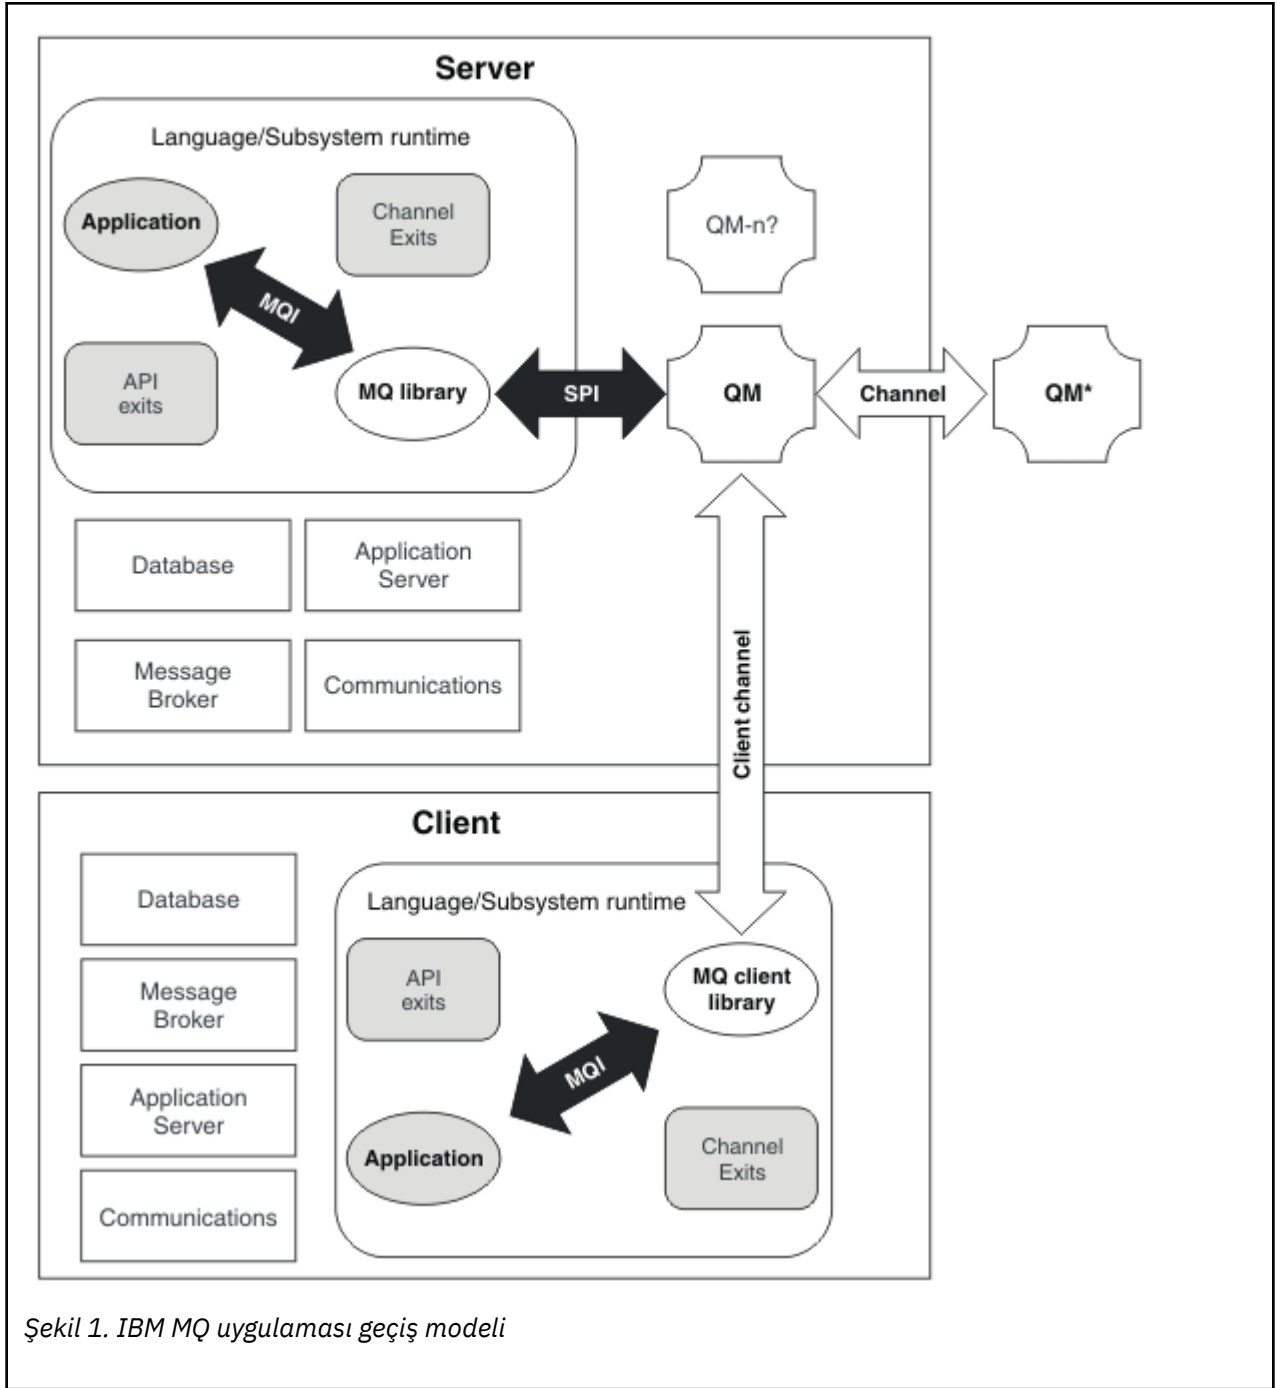 Server
Language/Subsystem runtime
Application
Channel
Exits
MQI
API
exits
MQ library
SPI
QM-n?
QM
Channel
QM*
Database
Application
Server
Message
Broker
Communications
Client channel
Client
Database
Message
Broker
Application
Server
Communications
Language/Subsystem runtime
API
exits
MQ client
library
MQI
Application
Channel
Exits
Şekil 1. IBM MQ uygulaması geçiş modeli